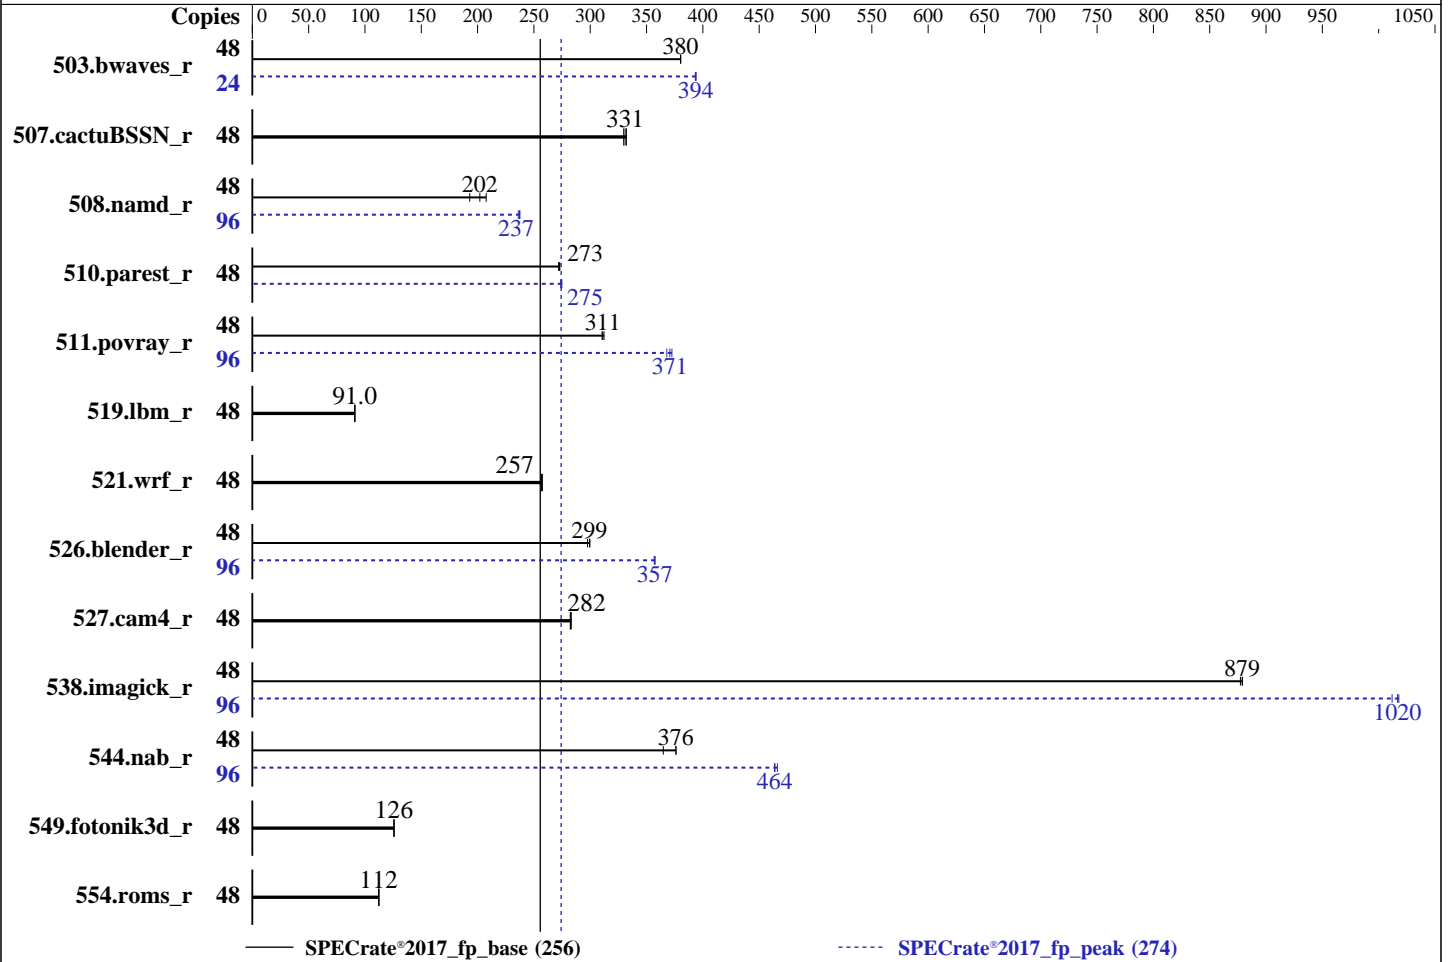 Copies 0 50.0 100 150 200 250 300 350 400 450 500 550 600 650 700 750 800 850 900 950 1050
503.bwaves_r 48 380
24 394
507.cactuBSSN_r 48 331
508.namd_r 48 202
96 237
510.parest_r 48 273
275
511.povray_r 48 311
96 371
519.lbm_r 48 91.0
521.wrf_r 48 257
526.blender_r 48 299
96 357
527.cam4_r 48 282
538.imagick_r 48 879
96 1020
544.nab_r 48 376
96 464
549.fotonik3d_r 48 126
554.roms_r 48 112
SPECrate®2017_fp_base (256) SPECrate®2017_fp_peak (274)